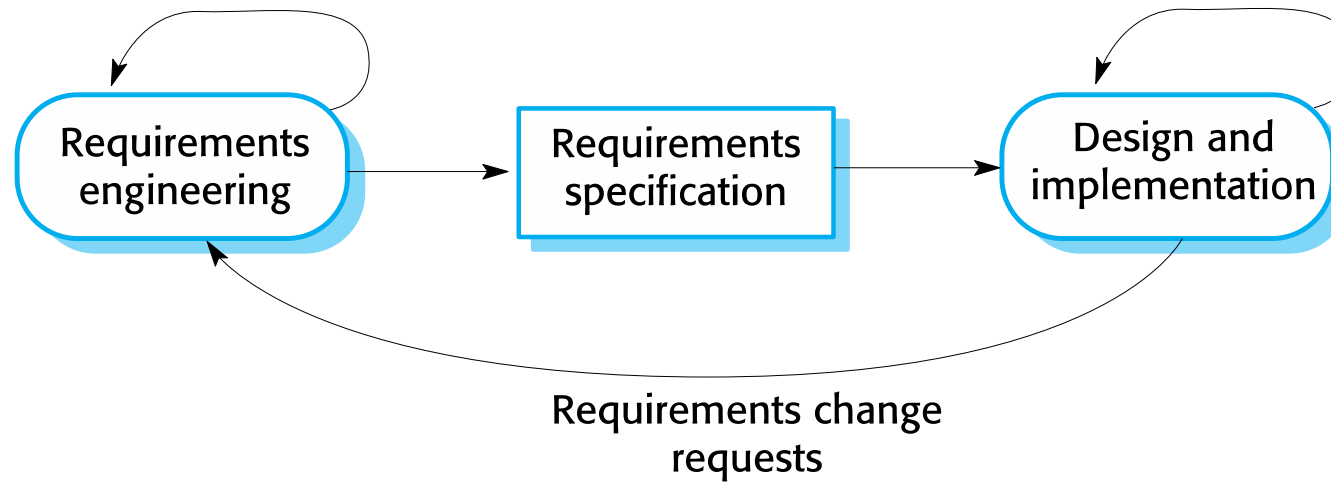 Requirements
engineering
Requirements
specification
Design and
implementation
Requirements change
requests